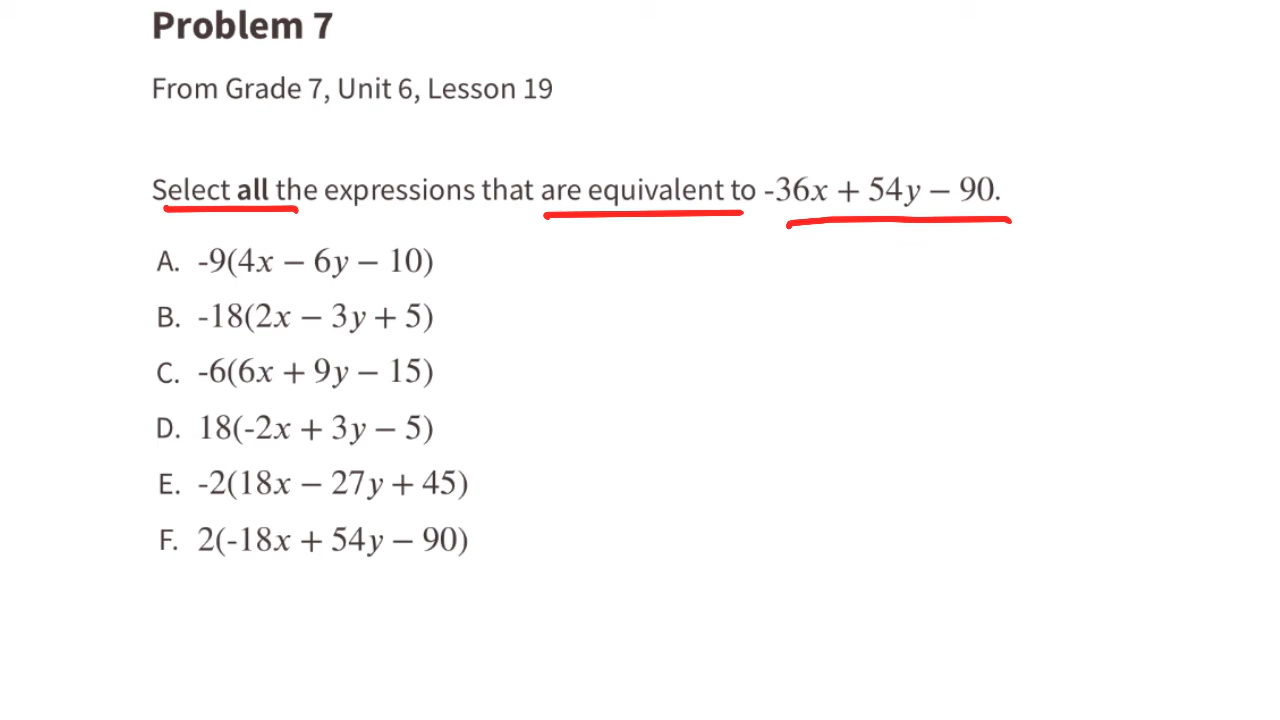 Problem 7
From Grade 7, Unit 6, Lesson 19
Select all the expressions that are equivalent to -36x + 54y − 90.
A. -9(4x − 6y − 10)
B. -18(2x − 3y + 5)
C. -6(6x + 9y − 15)
D. 18(-2x + 3y − 5)
E. -2(18x − 27y + 45)
F. 2(-18x + 54y − 90)